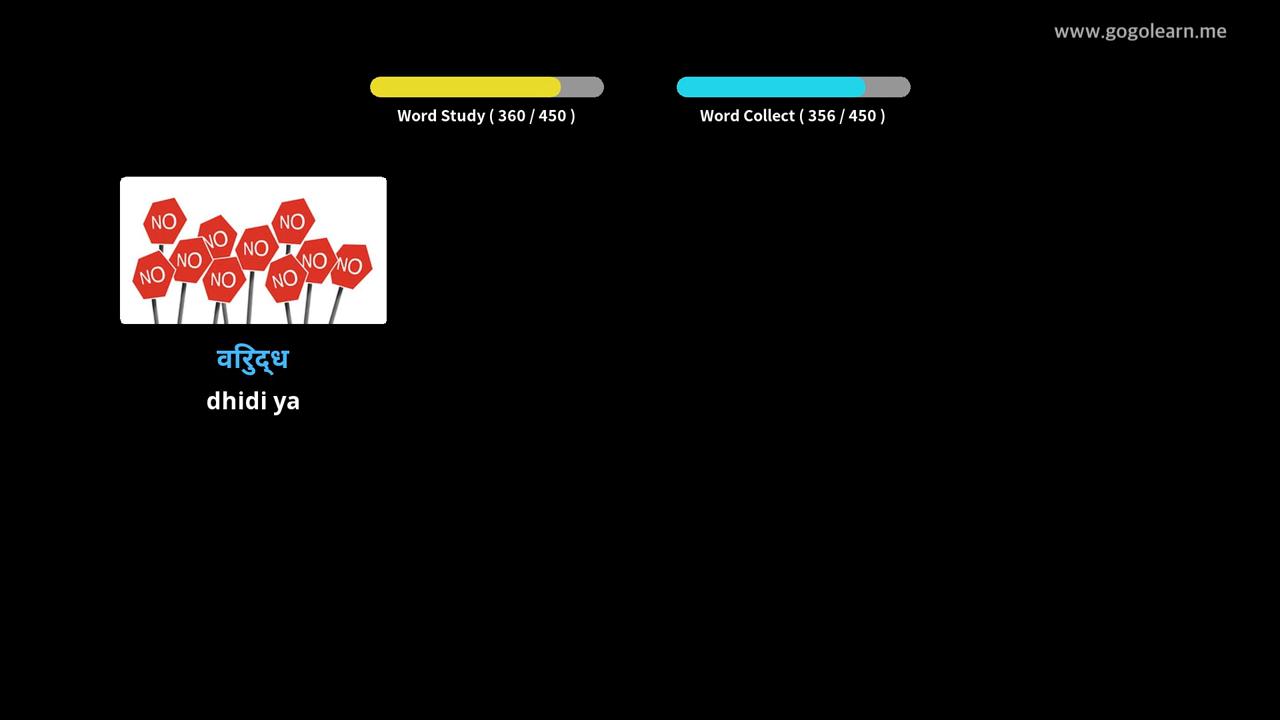 www.gogolearn.me
Word Study ( 360 / 450 )
Word Collect ( 356 / 450 )
NO
NO
NO
NO
NO
NO
NO
NO
NO
NO
वरिुद्‌ध
dhidi ya